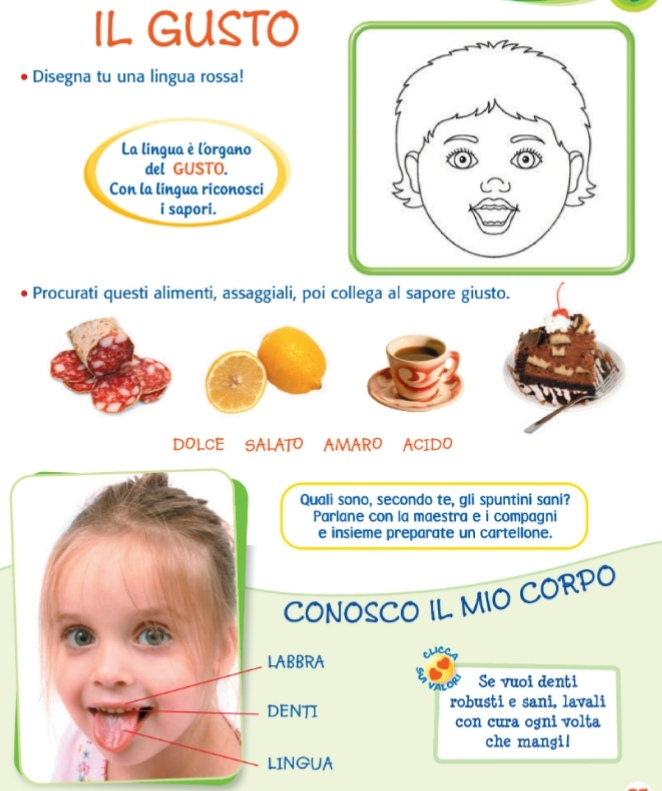 IL GUSTO
• Disegna tu una lingua rossa!
La lingua è l'organo
del GUSTO.
Con la lingua riconosci
i sapori.
• Procurati questi alimenti, assaggiali, poi collega al sapore giusto.
DOLCE SALATO AMARO ACIDO
Quali sono, secondo te, gli spuntini sani?
Parlane con la maestra e i compagni
e insieme preparate un cartellone.
CONOSCO IL MIO CORPO
LABBRA
DENTI
LINGUA
CLICCA
SUI VALORI
Se vuoi denti
robusti e sani, lavali
con cura ogni volta
che mangi!